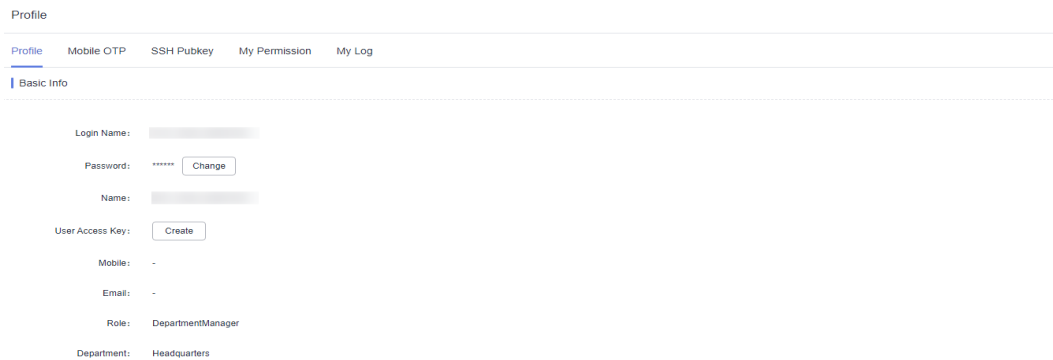 Profile
Profile Mobile OTP SSH Pubkey My Permission My Log
Basic Info
Login Name:
Password: ****** Change
Name:
User Access Key: Create
Mobile: -
Email: -
Role: DepartmentManager
Department: Headquarters